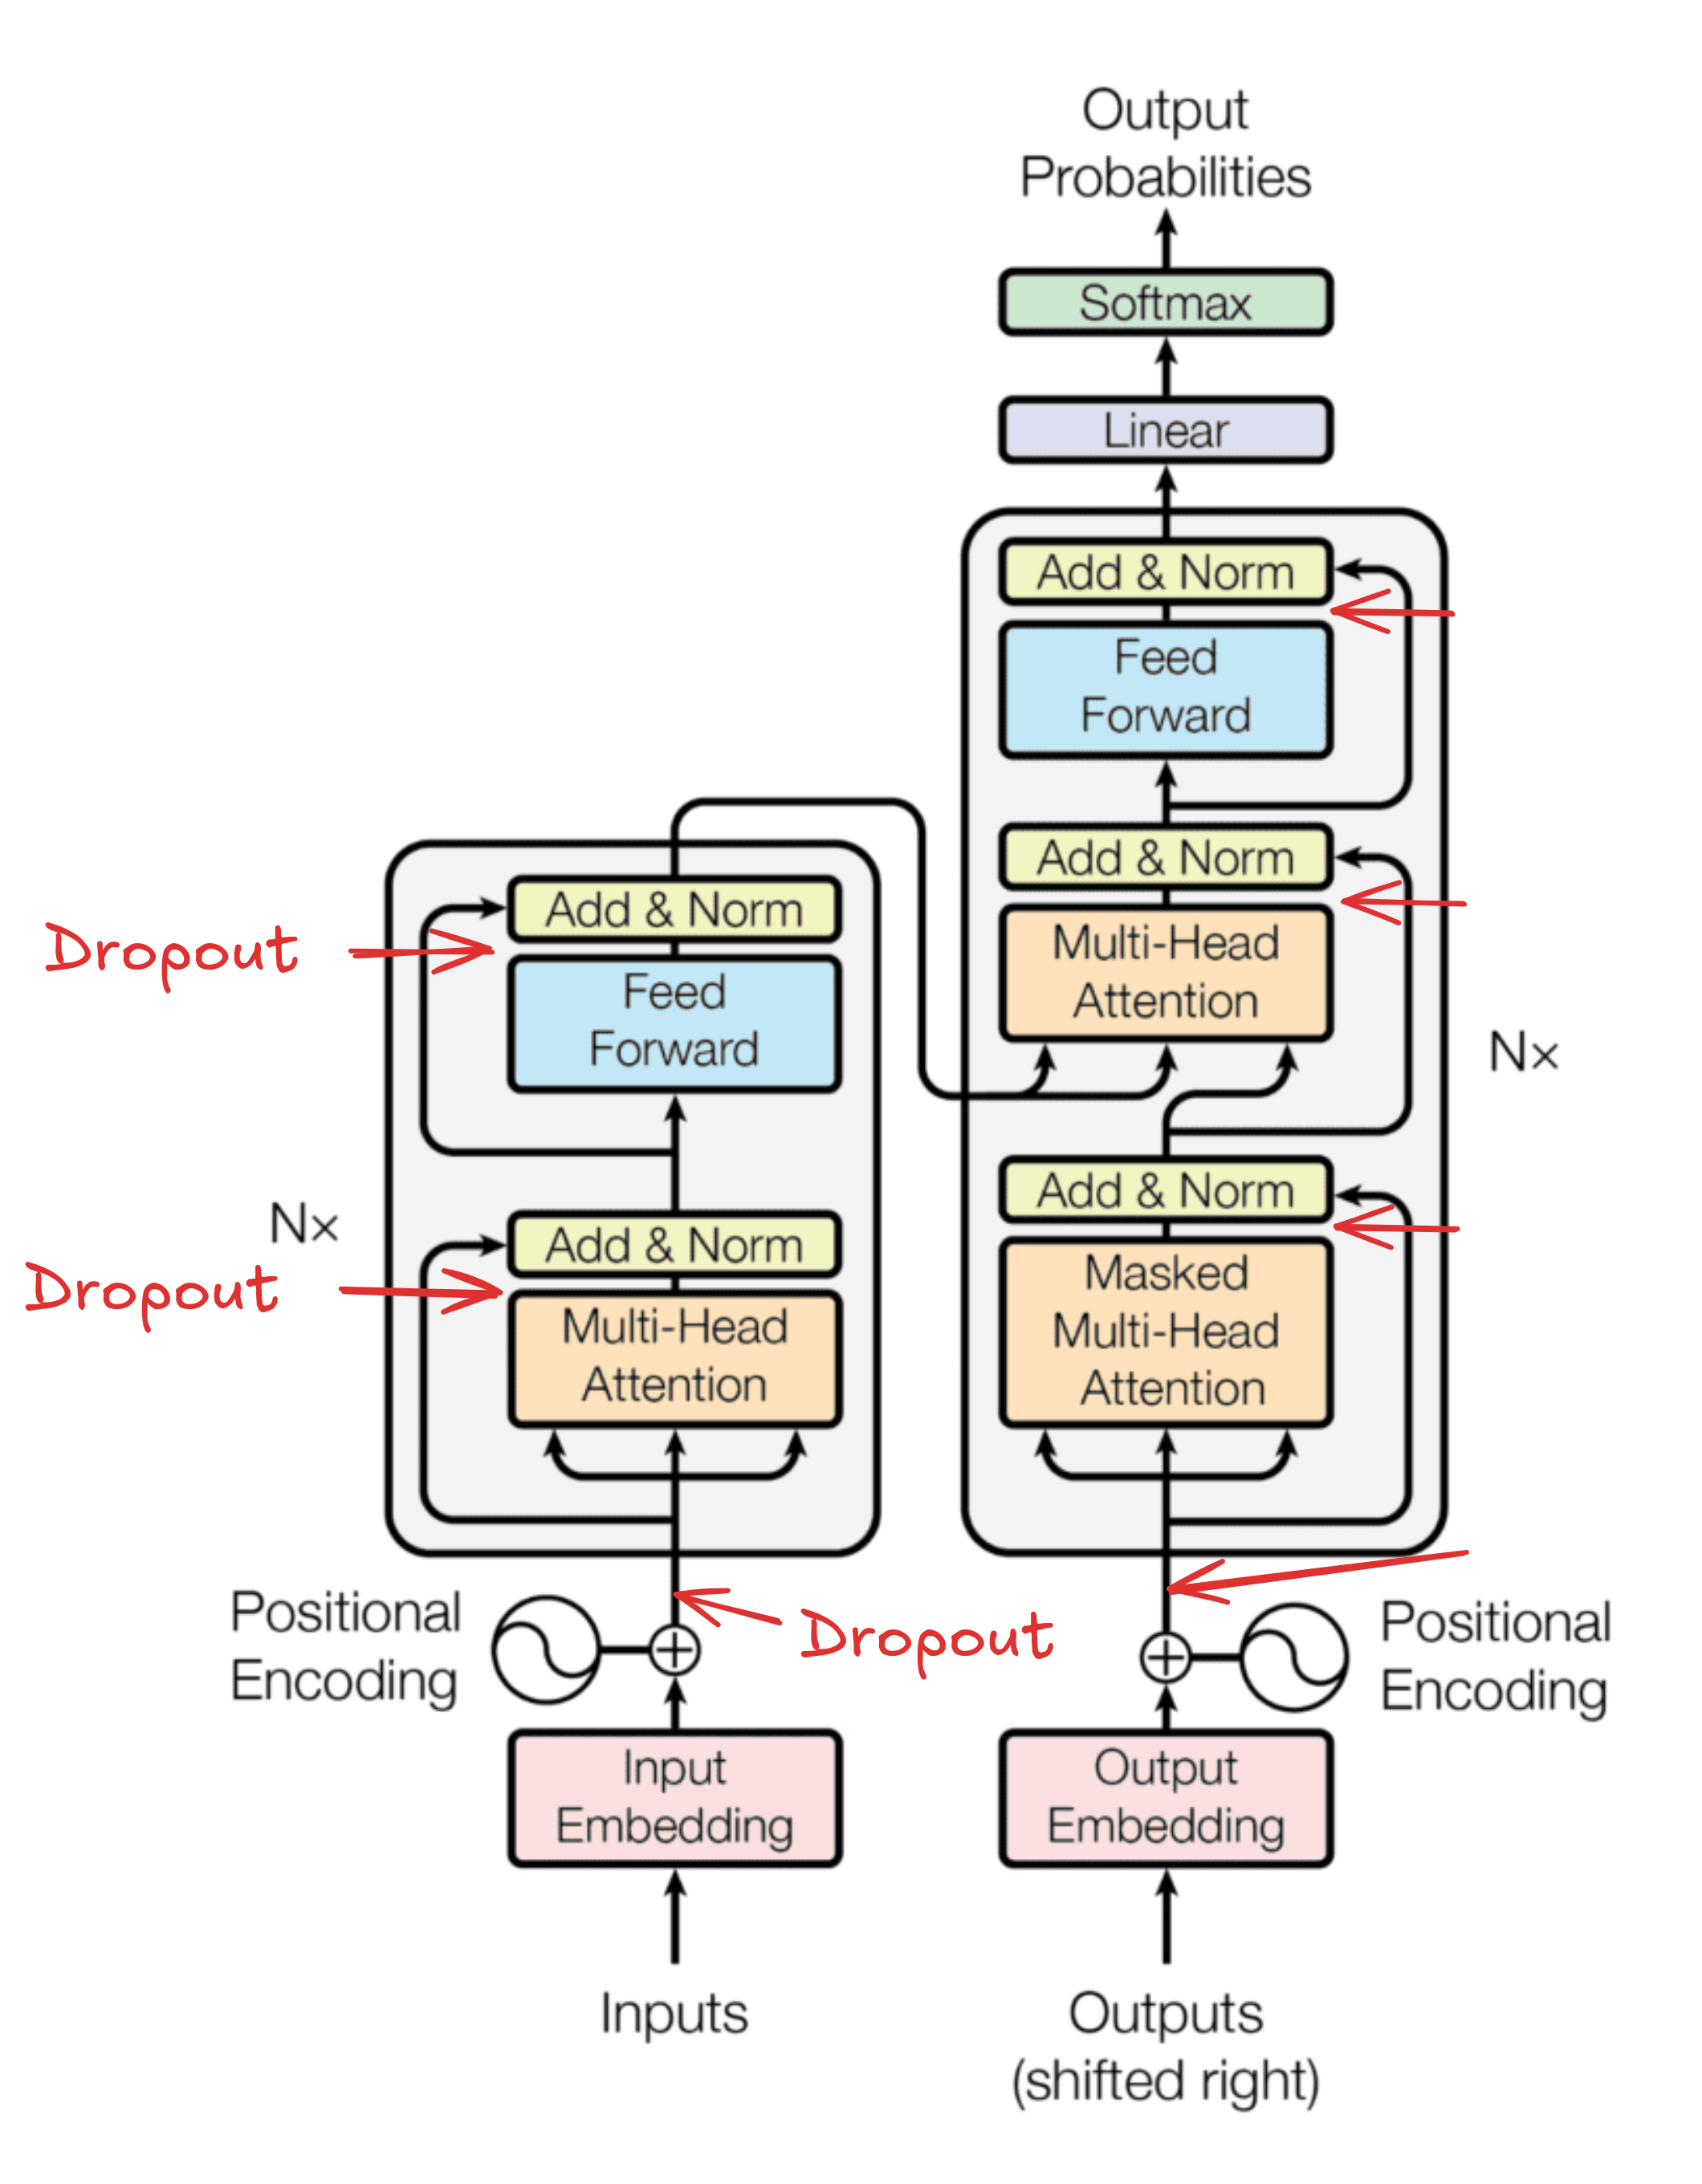 Output
Probabilities
Softmax
Linear
Add & Norm
Feed
Forward
Add & Norm
Multi-Head
Attention
Nx
Add & Norm
Masked
Multi-Head
Attention
Dropout
Add & Norm
Feed
Forward
Nx
Dropout
Add & Norm
Multi-Head
Attention
Positional
Encoding
Dropout
Positional
Encoding
Input
Embedding
Output
Embedding
Inputs
Outputs
(shifted right)